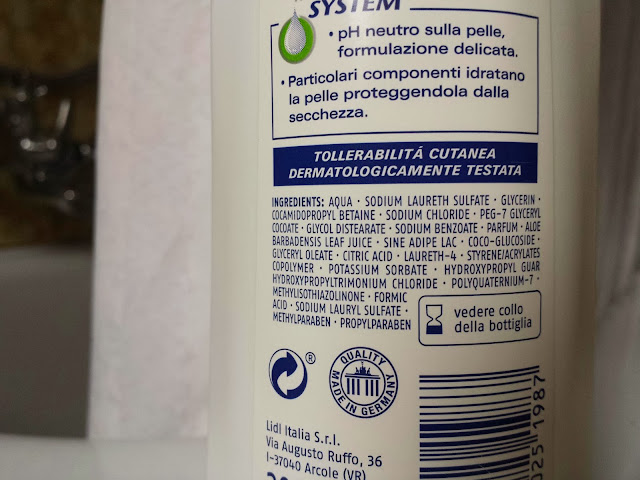 SYSTEM
• pH neutro sulla pelle,
formulazione delicata.
• Particolari componenti idratano
la pelle proteggendola dalla
secchezza.
TOLLERABILITÁ CUTANEA
DERMATOLOGICAMENTE TESTATA
INGREDIENTS: AQUA · SODIUM LAURETH SULFATE · GLYCERIN ·
COCAMIDOPROPYL BETAINE · SODIUM CHLORIDE · PEG-7 GLYCERYL
COCOATE · GLYCOL DISTEARATE · SODIUM BENZOATE · PARFUM · ALOE
BARBADENSIS LEAF JUICE · SINE ADIPE LAC · COCO-GLUCOSIDE ·
GLYCERYL OLEATE · CITRIC ACID · LAURETH-4 · STYRENE/ACRYLATES
COPOLYMER · POTASSIUM SORBATE · HYDROXYPROPYL GUAR
HYDROXYPROPYLTRIMONIUM CHLORIDE · POLYQUATERNIUM-7 ·
METHYLISOTHIAZOLINONE · FORMIC
ACID · SODIUM LAURYL SULFATE ·
METHYLPARABEN · PROPYLPARABEN
vedere collo
della bottiglia
®
QUALITY
MADE IN GERMANY
Lidl Italia S.r.l.
Via Augusto Ruffo, 36
I-37040 Arcole (VR)
025 1987